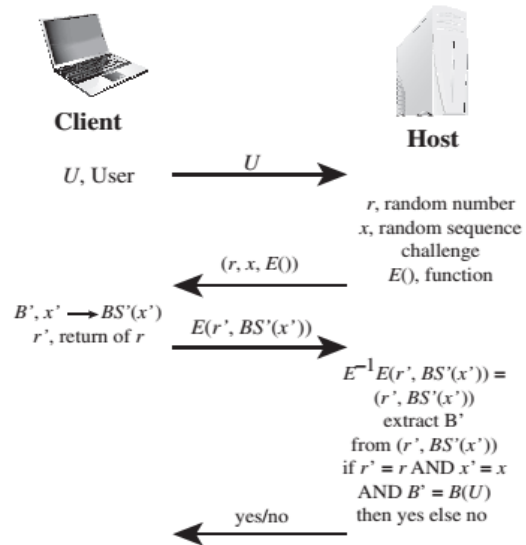 Client
Host
U, User
U
r, random number
x, random sequence
challenge
E(), function
(r, x, E())
B’, x’ → BS’(x’)
r’, return of r
E(r’, BS’(x’))
E⁻¹E(r’, BS’(x’)) =
(r’, BS’(x’))
extract B’
from (r’, BS’(x’))
if r’ = r AND x’ = x
AND B’ = B(U)
then yes else no
yes/no